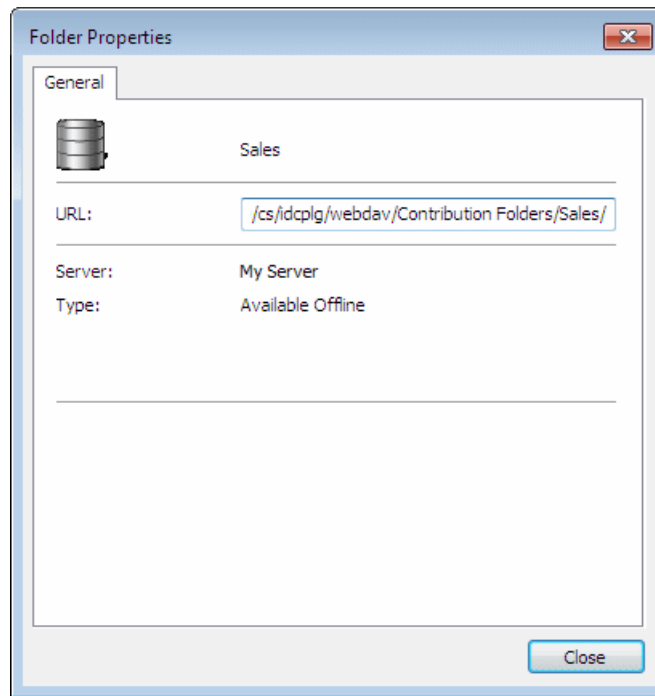 Folder Properties
General
Sales
URL: /cs/idcplg/webdav/Contribution Folders/Sales/
Server: My Server
Type: Available Offline
Close